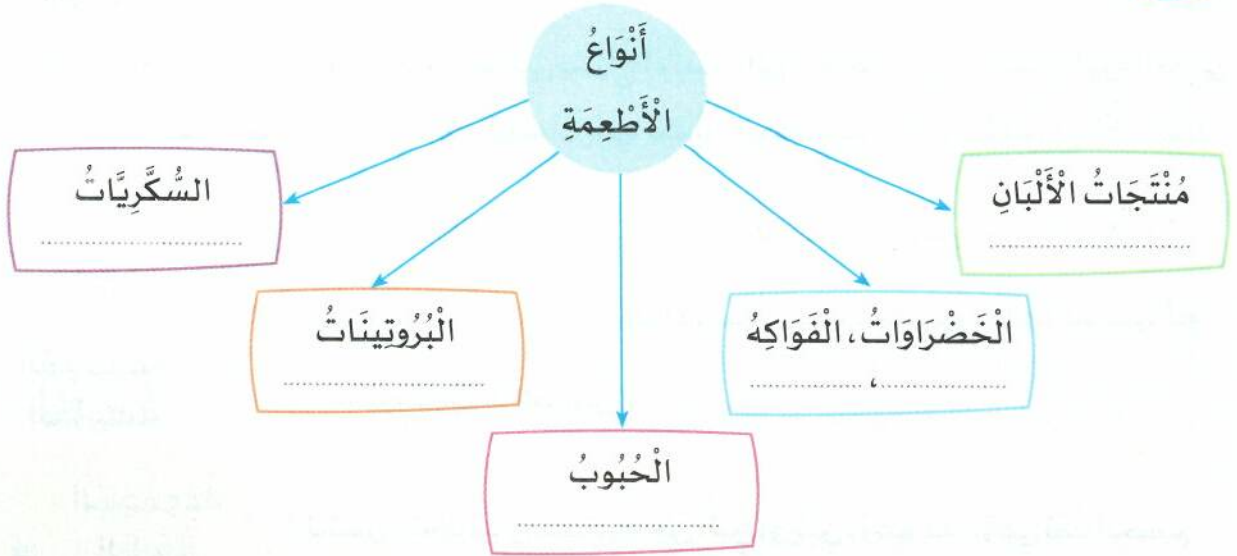 أَنْوَاعُ
الْأَطْعِمَةِ
مُنْتَجَاتُ الْأَلْبَانِ
السُّكَّرِيَّاتُ
الْخَضْرَاوَاتُ، الْفَوَاكِهُ
،
الْبُرُوتِينَاتُ
الْحُبُوبُ